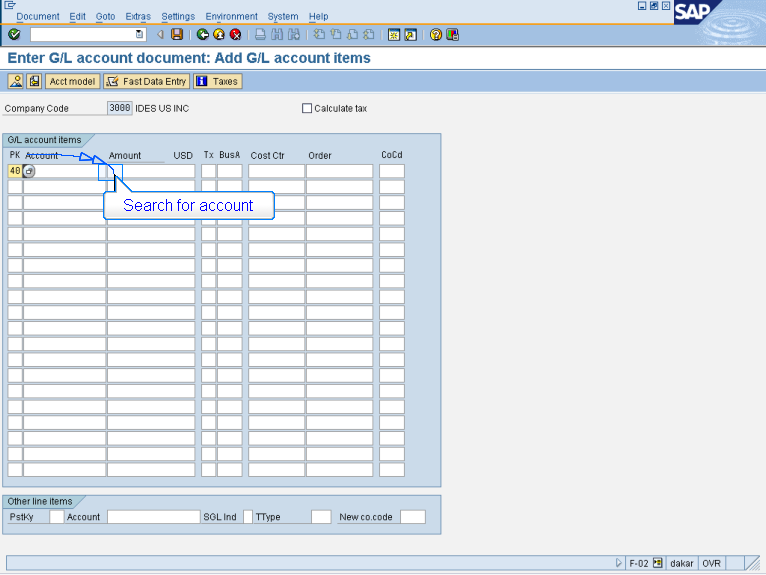 Document Edit Goto Extras Settings Environment System Help
SAP
Enter G/L account document: Add G/L account items
Acct model Fast Data Entry Taxes
Company Code 3000 IDES US INC Calculate tax
G/L account items
PK Account Amount USD Tx BusA Cost Ctr Order CoCd
40
Search for account
Other line items
PstKy Account SGL Ind TType New co.code
F-02 dakar OVR